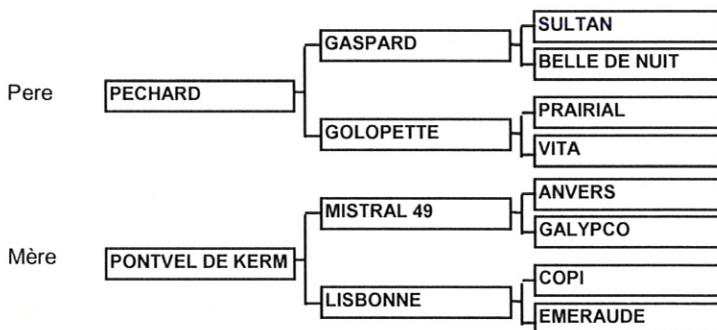 SULTAN
GASPARD
BELLE DE NUIT
Pere PECHARD
PRAIRIAL
GOLOPETTE
VITA
ANVERS
MISTRAL 49
GALYPCO
Mère PONTVEL DE KERM
COPI
LISBONNE
EMERAUDE